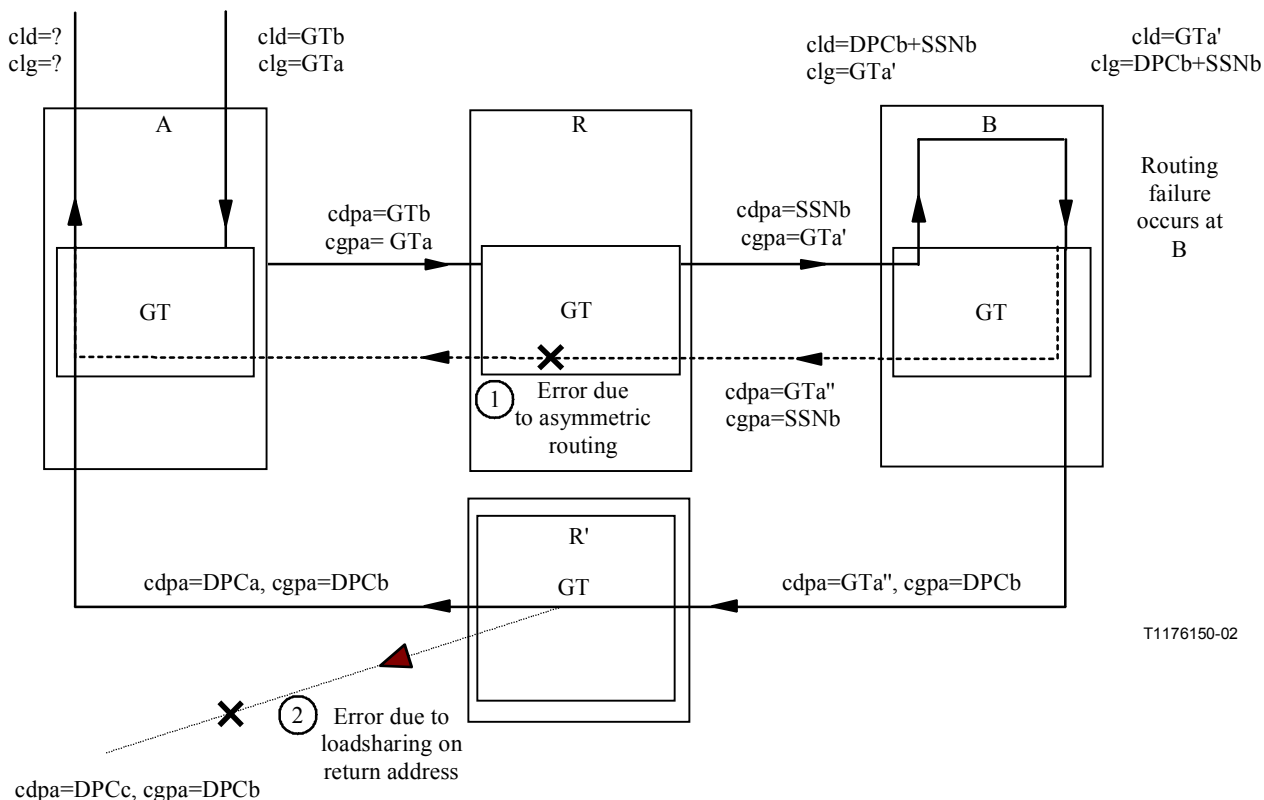 cld=?
clg=?
cld=GTb
clg=GTa
cld=DPCb+SSNb
clg=GTa'
cld=GTa'
clg=DPCb+SSNb
A
R
B
Routing
failure
occurs at
B
cdpa=GTb
cgpa= GTa
cdpa=SSNb
cgpa=GTa'
GT
GT
GT
1
Error due
to asymmetric
routing
cdpa=GTa"
cgpa=SSNb
R'
GT
cdpa=DPCa, cgpa=DPCb
cdpa=GTa", cgpa=DPCb
T1176150-02
2
Error due to
loadsharing on
return address
cdpa=DPCc, cgpa=DPCb